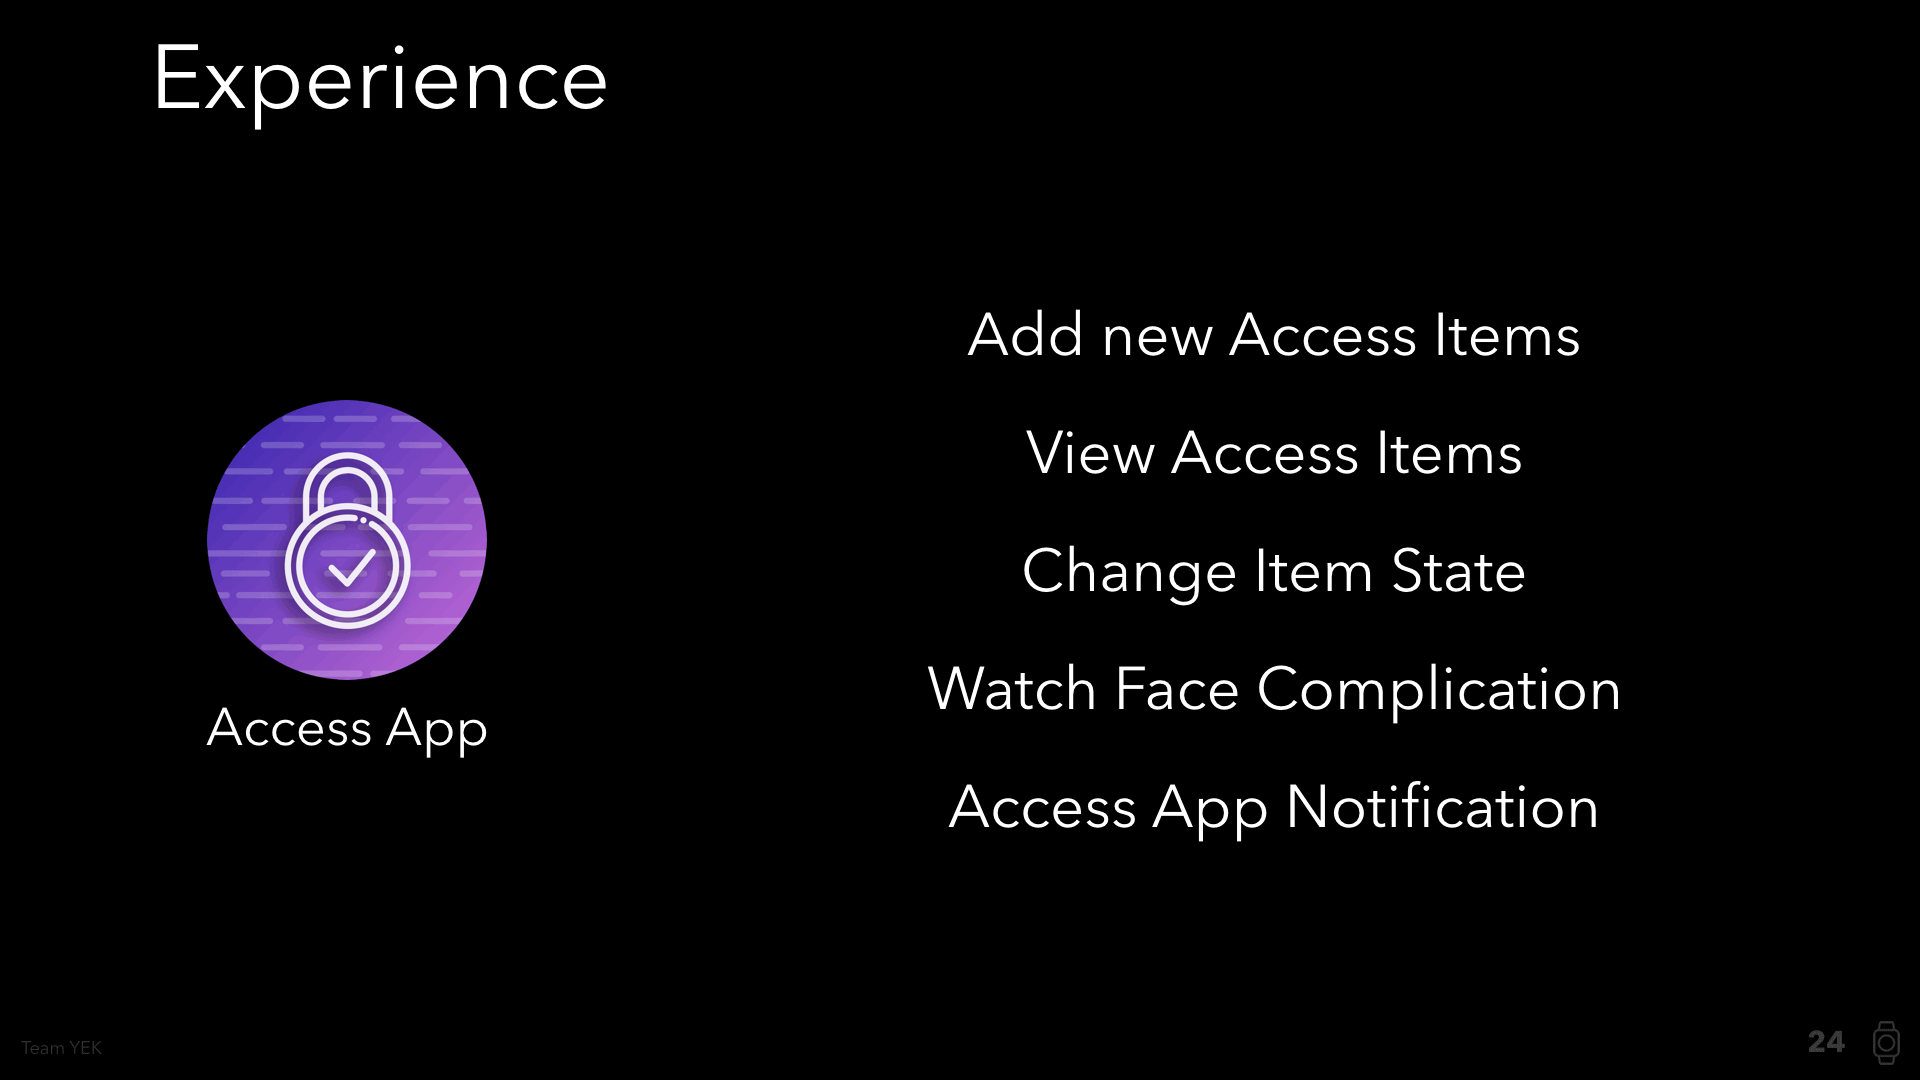 Experience
Access App
Add new Access Items
View Access Items
Change Item State
Watch Face Complication
Access App Notification
Team YEK
24